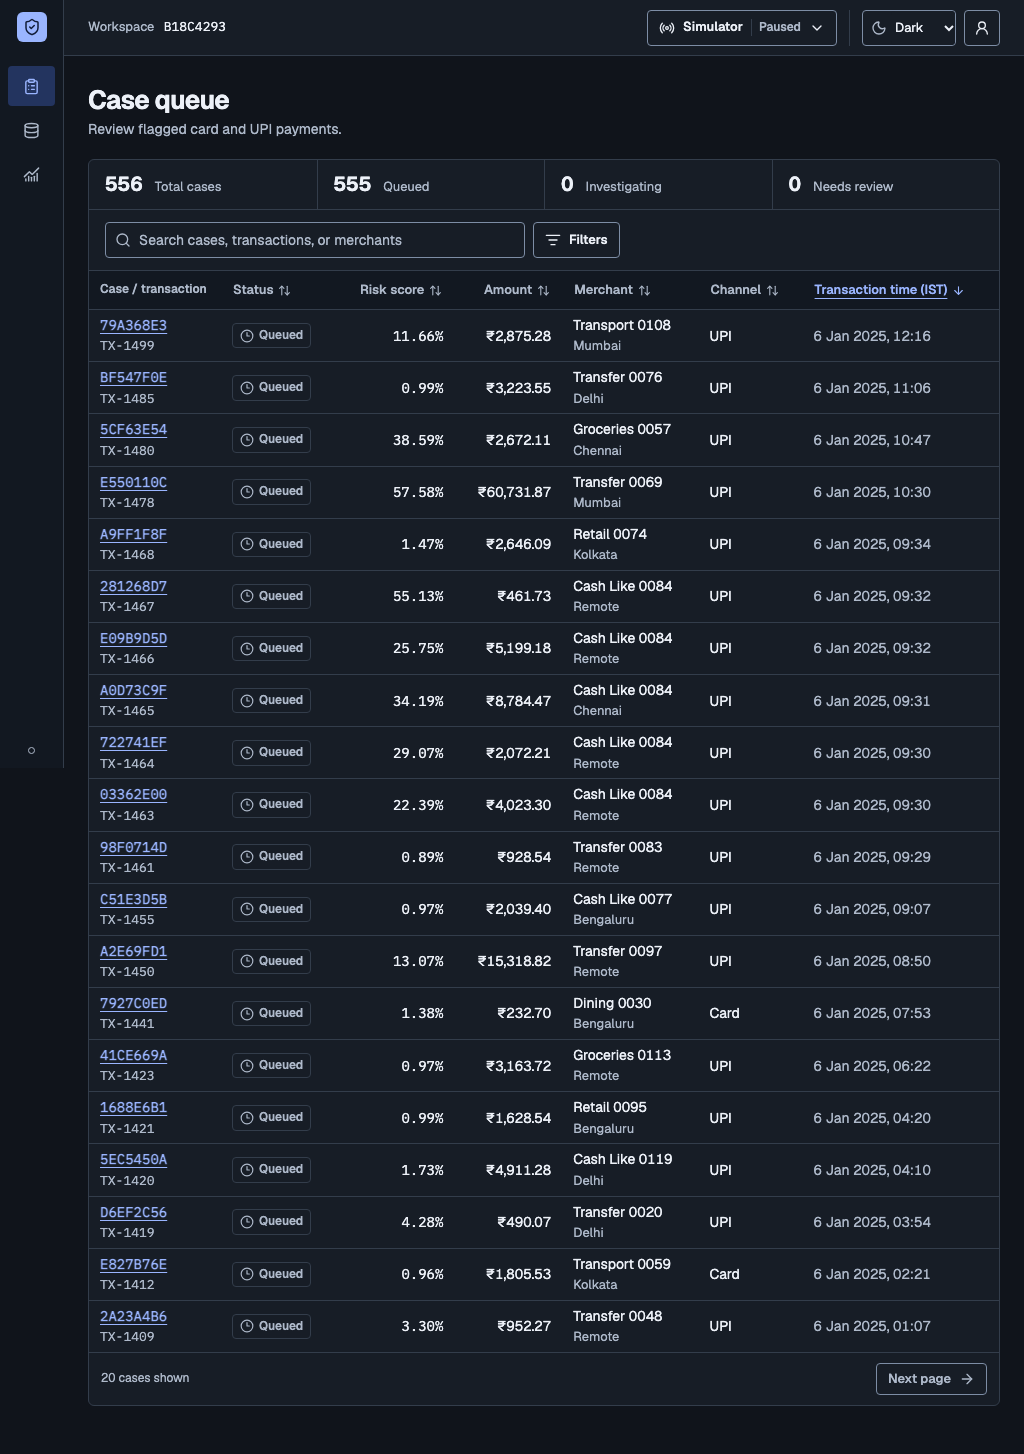 Workspace B18C4293
Simulator Paused
Dark
Case queue
Review flagged card and UPI payments.
556 Total cases
555 Queued
0 Investigating
0 Needs review
Search cases, transactions, or merchants
Filters
Case / transaction Status Risk score Amount Merchant Channel Transaction time (IST)
79A368E3 Queued 11.66% ₹2,875.28 Transport 0108 UPI 6 Jan 2025, 12:16
TX-1499 Mumbai
BF547F0E Queued 0.99% ₹3,223.55 Transfer 0076 UPI 6 Jan 2025, 11:06
TX-1485 Delhi
5CF63E54 Queued 38.59% ₹2,672.11 Groceries 0057 UPI 6 Jan 2025, 10:47
TX-1480 Chennai
E550110C Queued 57.58% ₹60,731.87 Transfer 0069 UPI 6 Jan 2025, 10:30
TX-1478 Mumbai
A9FF1F8F Queued 1.47% ₹2,646.09 Retail 0074 UPI 6 Jan 2025, 09:34
TX-1468 Kolkata
281268D7 Queued 55.13% ₹461.73 Cash Like 0084 UPI 6 Jan 2025, 09:32
TX-1467 Remote
E09B9D5D Queued 25.75% ₹5,199.18 Cash Like 0084 UPI 6 Jan 2025, 09:32
TX-1466 Remote
A0D73C9F Queued 34.19% ₹8,784.47 Cash Like 0084 UPI 6 Jan 2025, 09:31
TX-1465 Chennai
722741EF Queued 29.07% ₹2,072.21 Cash Like 0084 UPI 6 Jan 2025, 09:30
TX-1464 Remote
03362E00 Queued 22.39% ₹4,023.30 Cash Like 0084 UPI 6 Jan 2025, 09:30
TX-1463 Remote
98F0714D Queued 0.89% ₹928.54 Transfer 0083 UPI 6 Jan 2025, 09:29
TX-1461 Remote
C51E3D5B Queued 0.97% ₹2,039.40 Cash Like 0077 UPI 6 Jan 2025, 09:07
TX-1455 Bengaluru
A2E69FD1 Queued 13.07% ₹15,318.82 Transfer 0097 UPI 6 Jan 2025, 08:50
TX-1450 Remote
7927C0ED Queued 1.38% ₹232.70 Dining 0030 Card 6 Jan 2025, 07:53
TX-1441 Bengaluru
41CE669A Queued 0.97% ₹3,163.72 Groceries 0113 UPI 6 Jan 2025, 06:22
TX-1423 Remote
1688E6B1 Queued 0.99% ₹1,628.54 Retail 0095 UPI 6 Jan 2025, 04:20
TX-1421 Bengaluru
5EC5450A Queued 1.73% ₹4,911.28 Cash Like 0119 UPI 6 Jan 2025, 04:10
TX-1420 Delhi
D6EF2C56 Queued 4.28% ₹490.07 Transfer 0020 UPI 6 Jan 2025, 03:54
TX-1419 Delhi
E827B76E Queued 0.96% ₹1,805.53 Transport 0059 Card 6 Jan 2025, 02:21
TX-1412 Kolkata
2A23A4B6 Queued 3.30% ₹952.27 Transfer 0048 UPI 6 Jan 2025, 01:07
TX-1409 Remote
20 cases shown
Next page